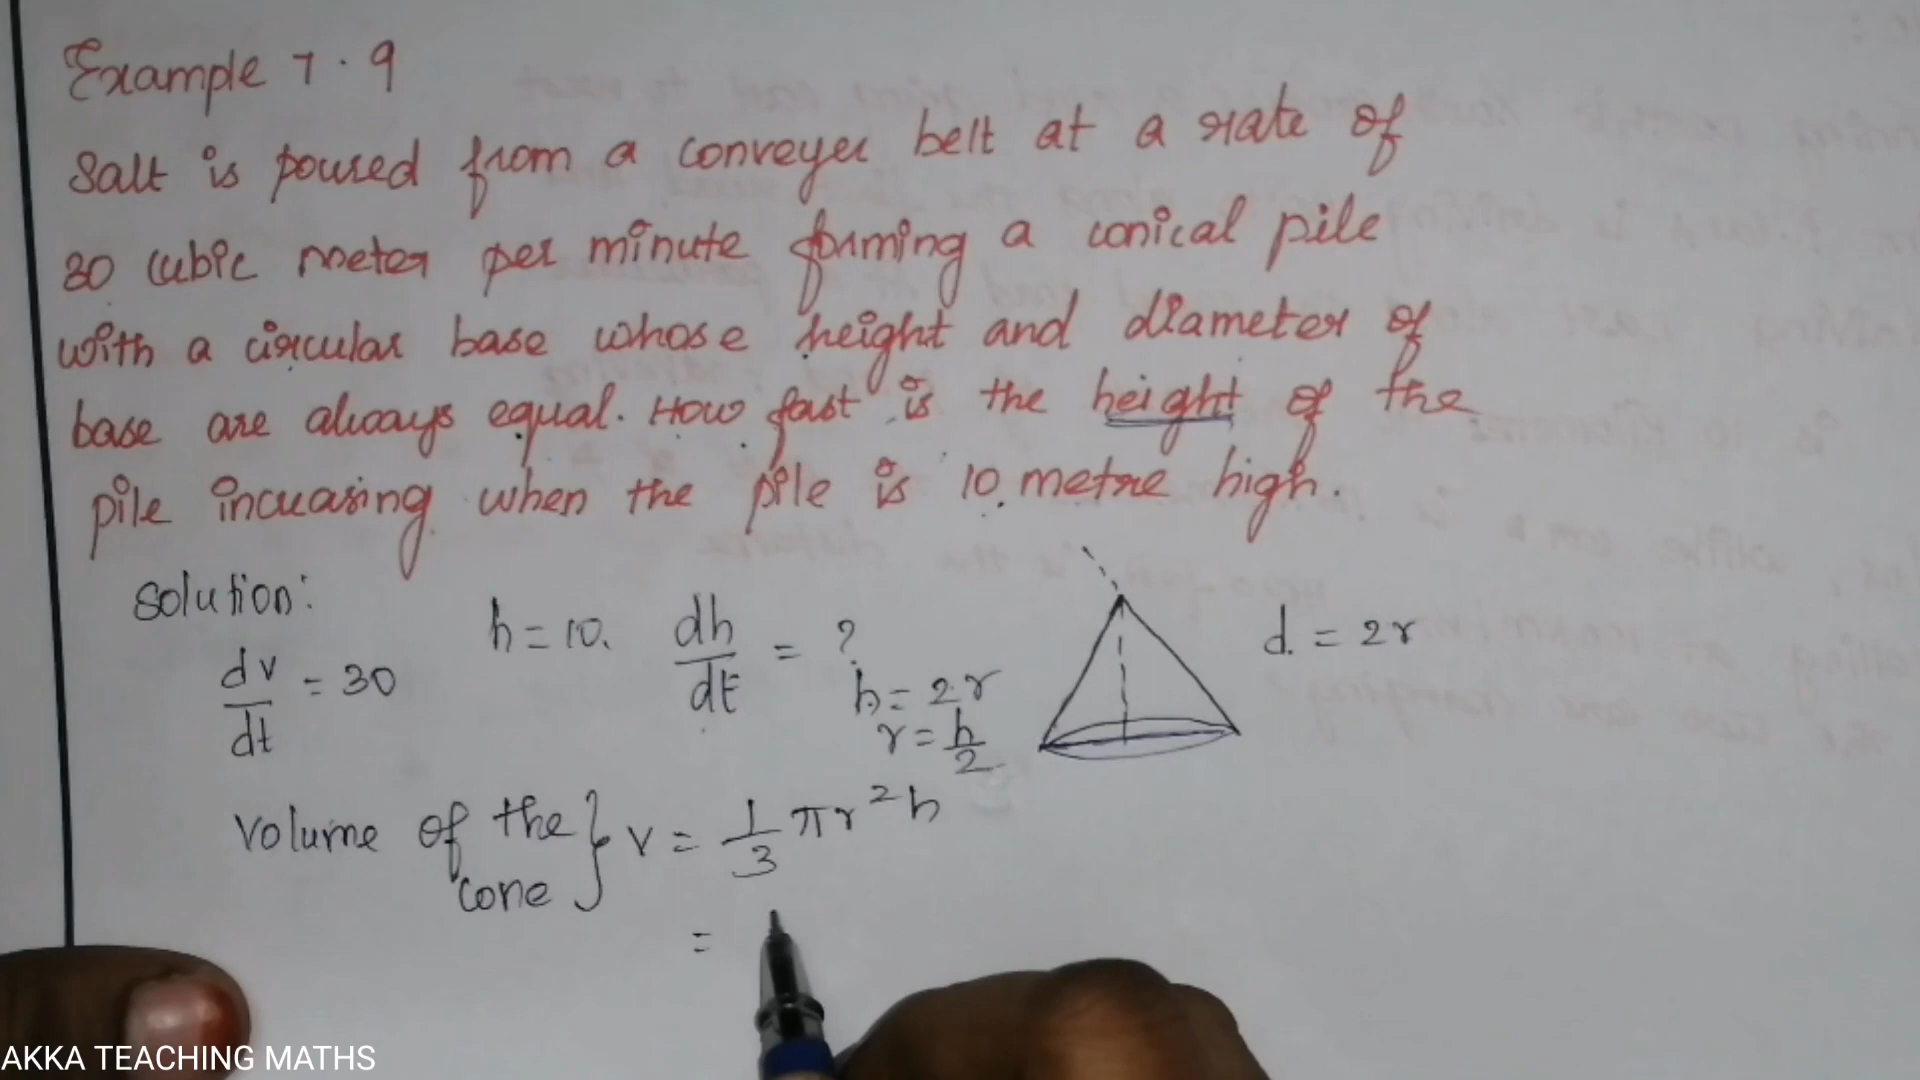 Example 7.9
Salt is poured from a conveyer belt at a rate of
30 cubic meter per minute forming a conical pile
with a circular base whose height and diameter of
base are always equal. How fast is the height of the
pile increasing when the pile is 10 metre high.
Solution:
dv/dt = 30 h = 10. dh/dt = ? d = 2r
h = 2r
r = h/2
Volume of the cone } v = 1/3 πr²h
=
AKKA TEACHING MATHS